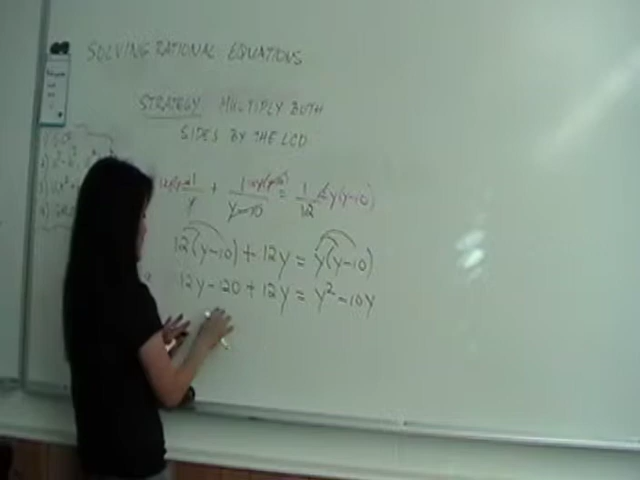 SOLVING RATIONAL EQUATIONS
STRATEGY MULTIPLY BOTH
SIDES BY THE LCD
1/y + 1/(y-10) = 1/12 y(y-10)
12(y-10) + 12y = y(y-10)
12y - 120 + 12y = y² - 10y